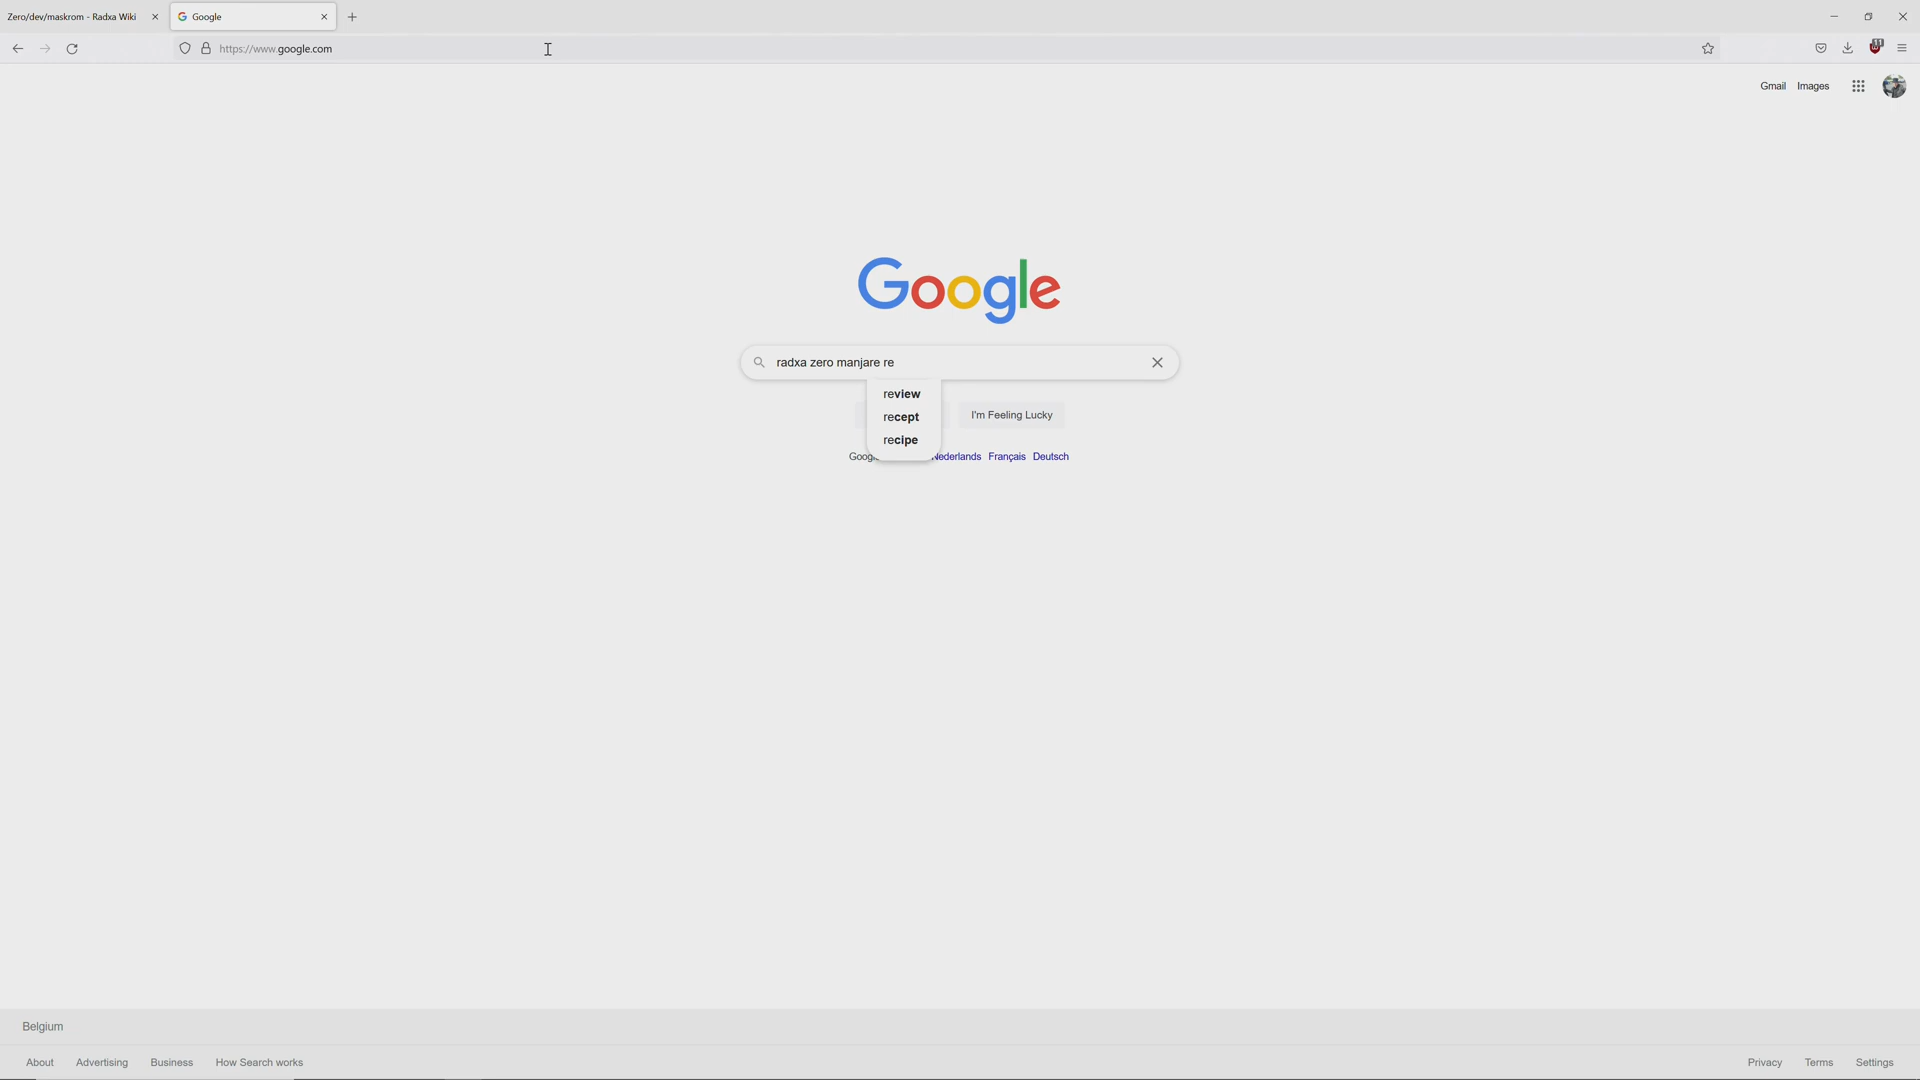 Zero/dev/maskrom - Radxa Wiki
Google
https://www.google.com
11
Gmail Images
Google
radxa zero manjare re
review
recept
recipe
I'm Feeling Lucky
Nederlands Français Deutsch
Belgium
About Advertising Business How Search works
Privacy Terms Settings